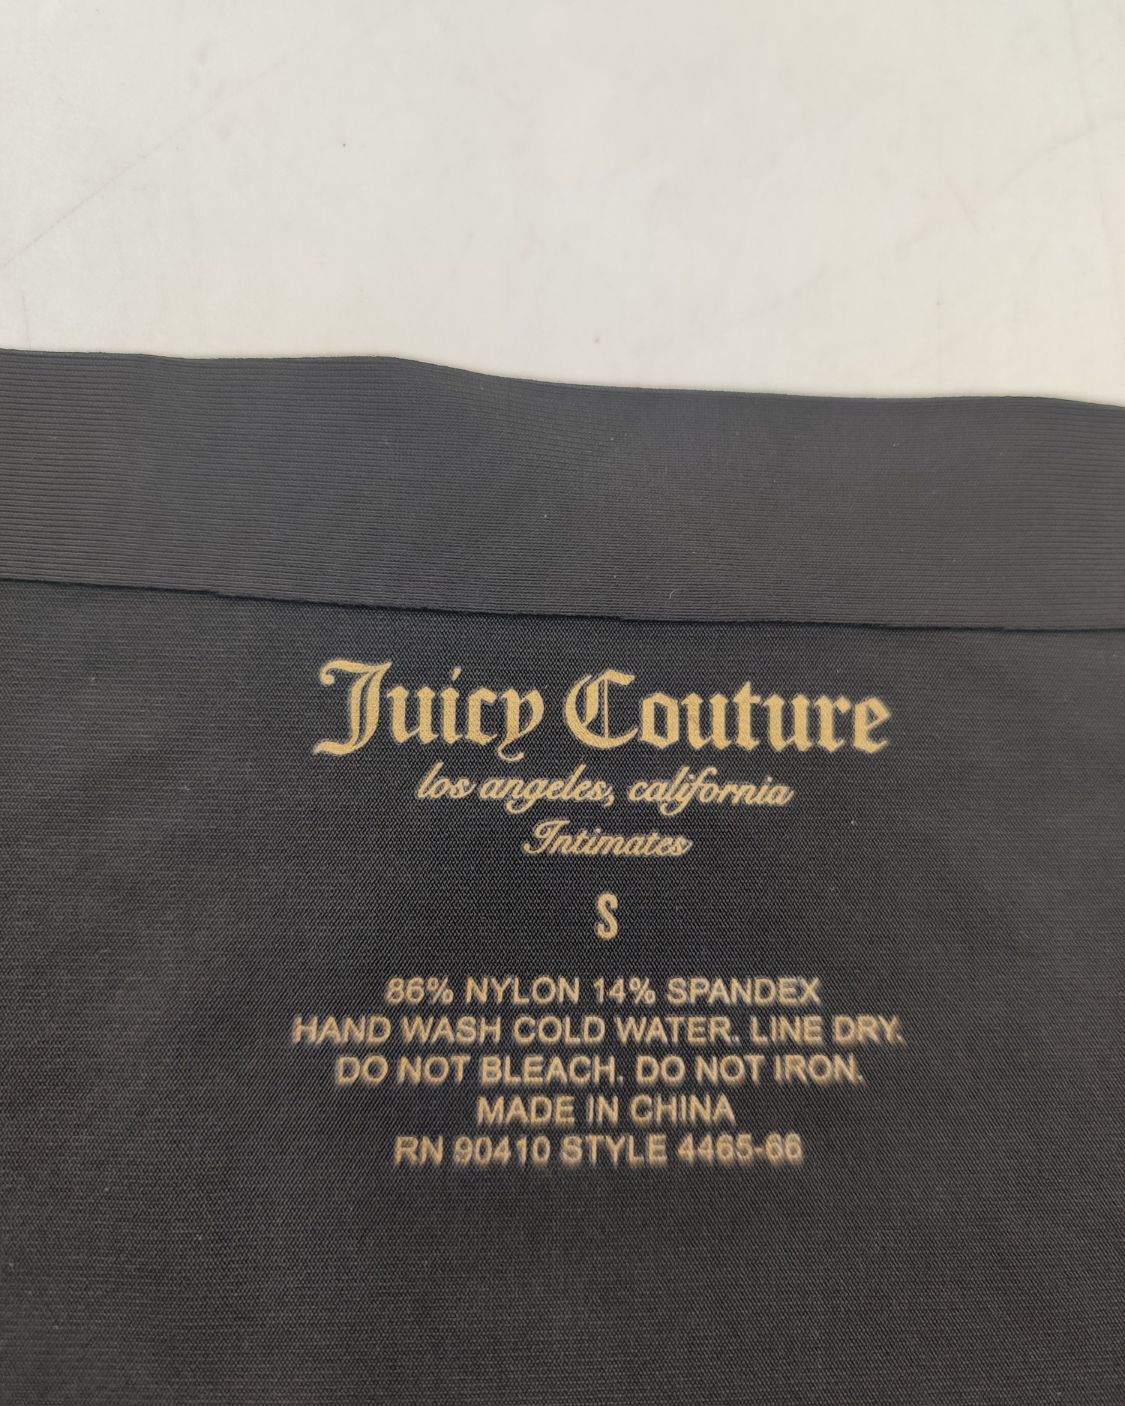 Juicy Couture
los angeles, california
Intimates
S
86% NYLON 14% SPANDEX
HAND WASH COLD WATER. LINE DRY.
DO NOT BLEACH. DO NOT IRON.
MADE IN CHINA
RN 90410 STYLE 4465-66